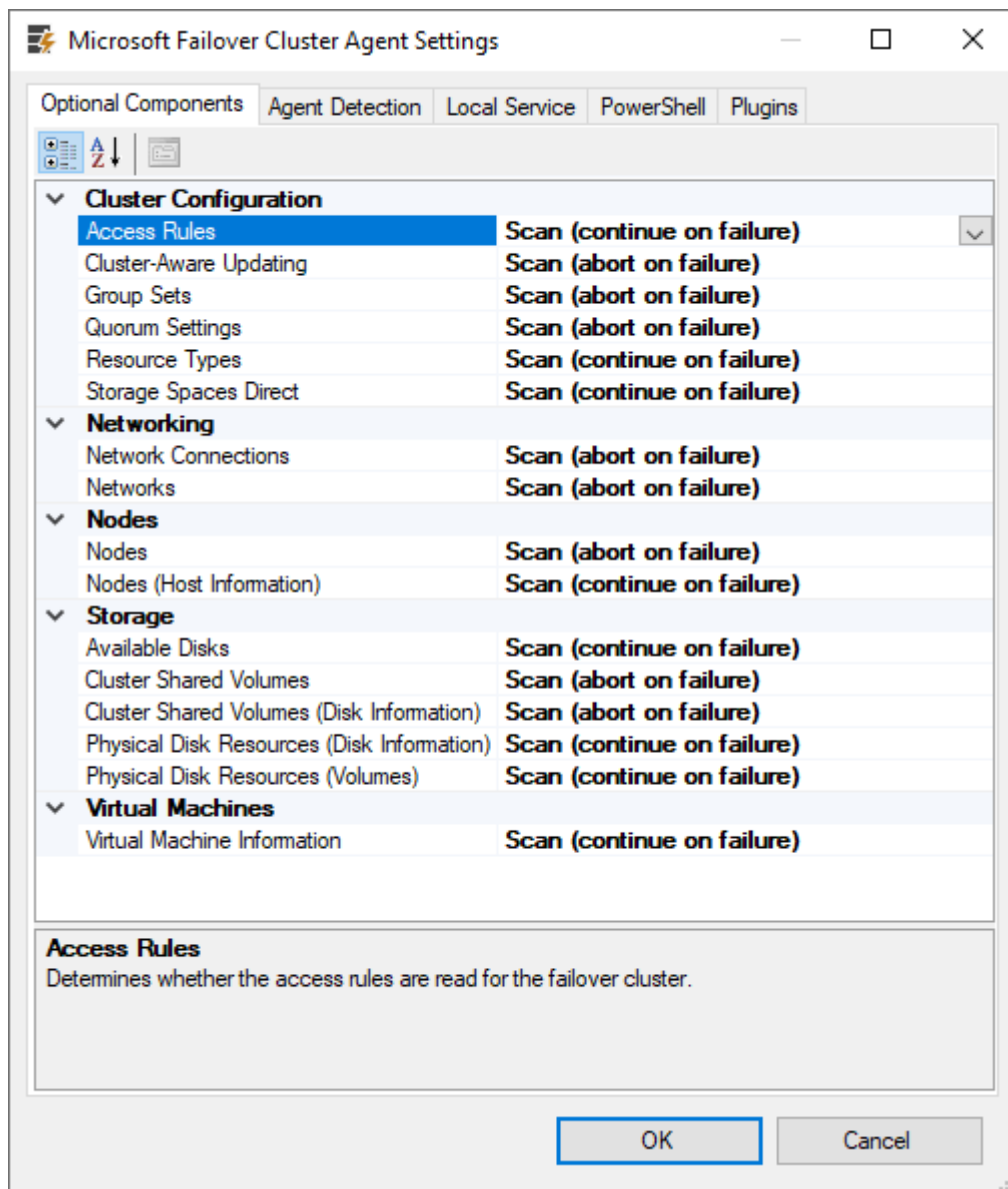 Microsoft Failover Cluster Agent Settings
Optional Components Agent Detection Local Service PowerShell Plugins
Cluster Configuration
Access Rules Scan (continue on failure)
Cluster-Aware Updating Scan (abort on failure)
Group Sets Scan (abort on failure)
Quorum Settings Scan (abort on failure)
Resource Types Scan (continue on failure)
Storage Spaces Direct Scan (continue on failure)
Networking
Network Connections Scan (abort on failure)
Networks Scan (abort on failure)
Nodes
Nodes Scan (abort on failure)
Nodes (Host Information) Scan (continue on failure)
Storage
Available Disks Scan (continue on failure)
Cluster Shared Volumes Scan (abort on failure)
Cluster Shared Volumes (Disk Information) Scan (abort on failure)
Physical Disk Resources (Disk Information) Scan (continue on failure)
Physical Disk Resources (Volumes) Scan (continue on failure)
Virtual Machines
Virtual Machine Information Scan (continue on failure)
Access Rules
Determines whether the access rules are read for the failover cluster.
OK Cancel